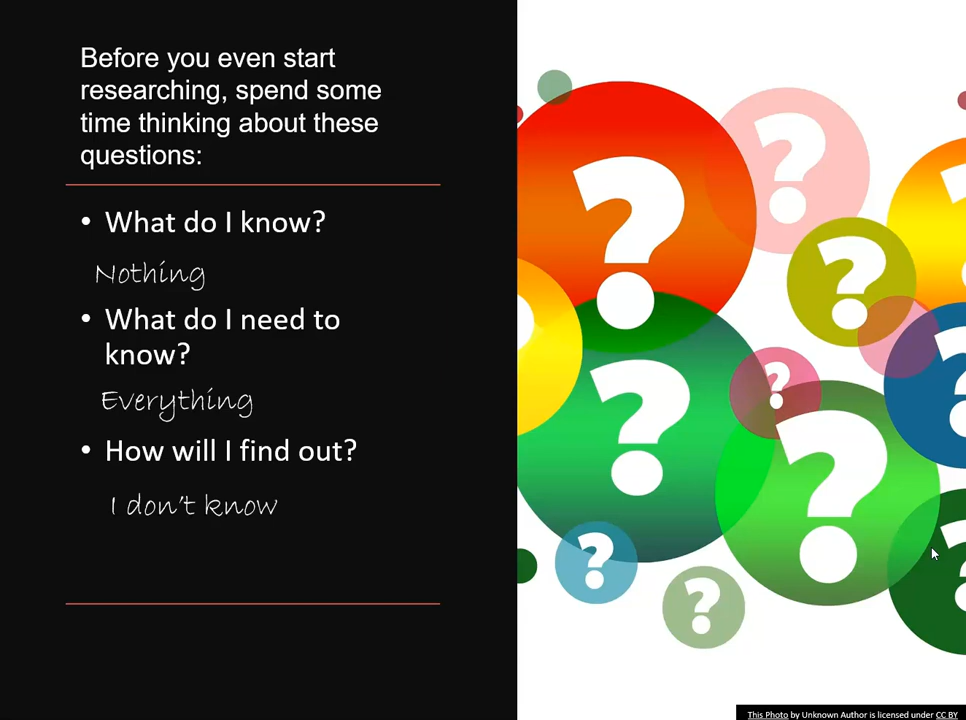 Before you even start
researching, spend some
time thinking about these
questions:
• What do I know?
Nothing
• What do I need to
know?
Everything
• How will I find out?
I don't know
? ? ? ? ? ? ? ? ?
This Photo by Unknown Author is licensed under CC BY